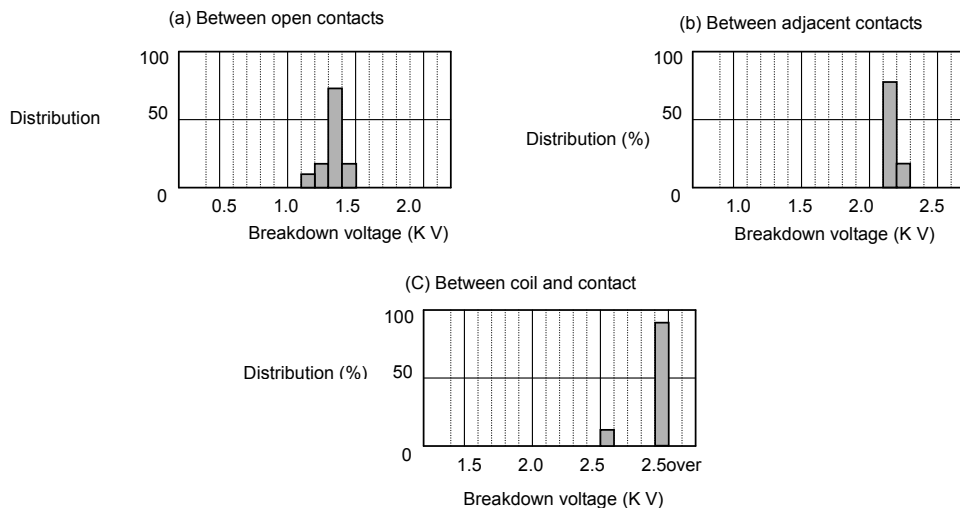 (a) Between open contacts
100
Distribution
50
0
0.5 1.0 1.5 2.0
Breakdown voltage (K V)
(b) Between adjacent contacts
100
50
Distribution (%)
0
1.0 1.5 2.0 2.5
Breakdown voltage (K V)
(C) Between coil and contact
100
Distribution (%)
50
0
1.5 2.0 2.5 2.5over
Breakdown voltage (K V)